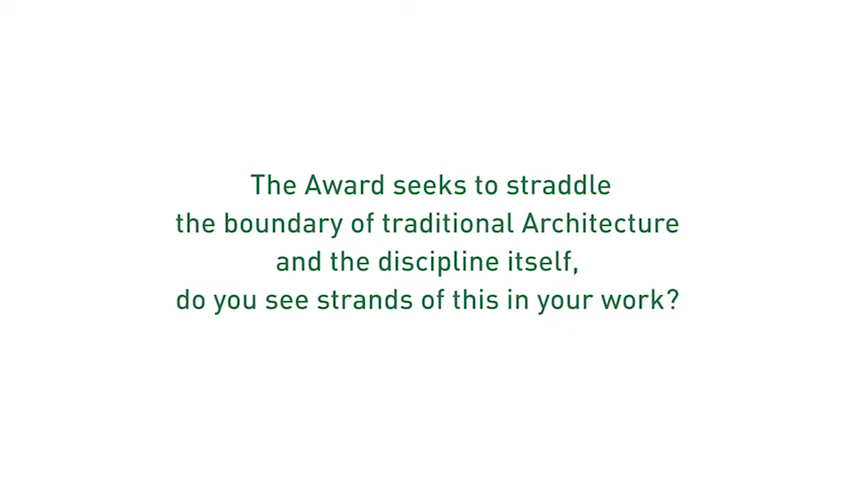 The Award seeks to straddle
the boundary of traditional Architecture
and the discipline itself,
do you see strands of this in your work?